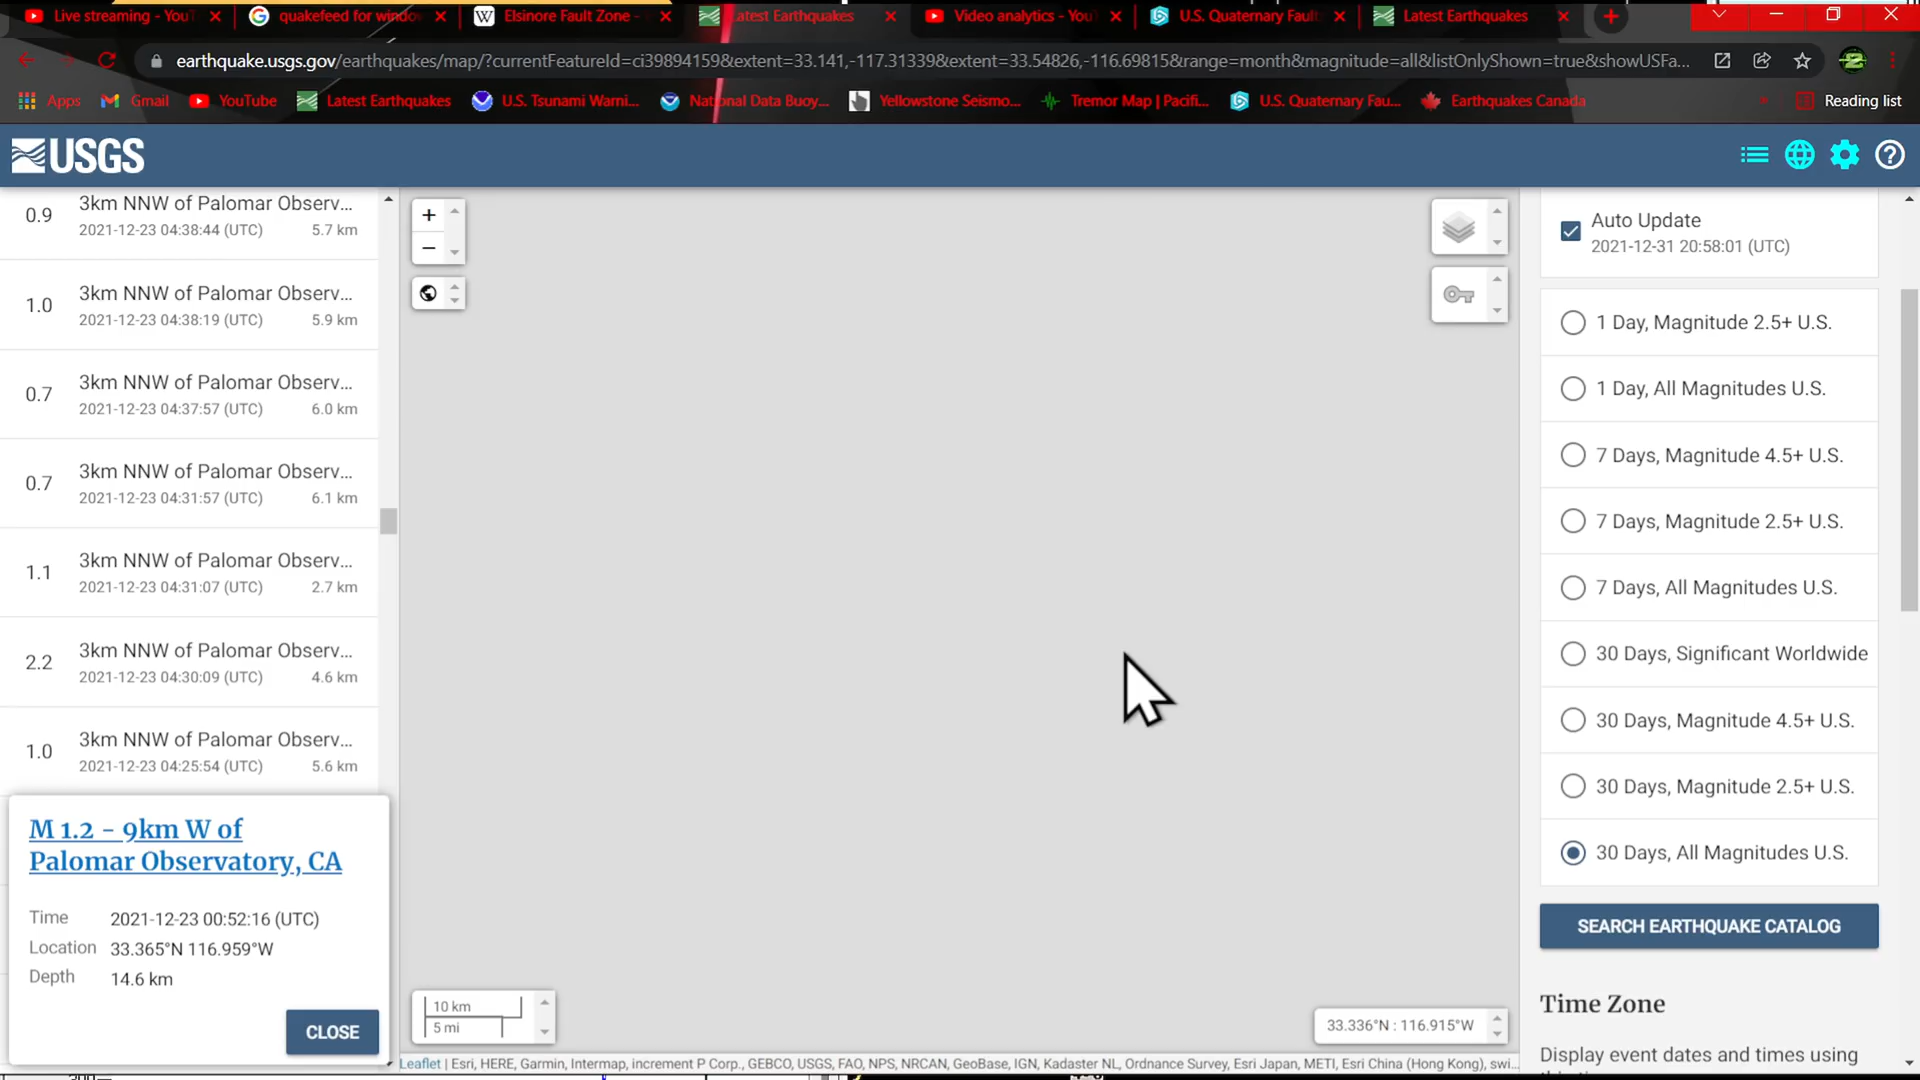 Live streaming - YouT
quakefeed for window
Elsinore Fault Zone -
atest Earthquakes
Video analytics - You
U.S. Quaternary Fault
Latest Earthquakes
earthquake.usgs.gov/earthquakes/map/?currentFeatureId=ci39894159&extent=33.141,-117.31339&extent=33.54826,-116.69815&range=month&magnitude=all&listOnlyShown=true&showUSFa...
Apps
Gmail
YouTube
Latest Earthquakes
U.S. Tsunami Warni...
National Data Buoy...
Yellowstone Seismo...
Tremor Map | Pacifi...
U.S. Quaternary Fau...
Earthquakes Canada
Reading list
USGS
0.9 3km NNW of Palomar Observ...
2021-12-23 04:38:44 (UTC) 5.7 km
1.0 3km NNW of Palomar Observ...
2021-12-23 04:38:19 (UTC) 5.9 km
0.7 3km NNW of Palomar Observ...
2021-12-23 04:37:57 (UTC) 6.0 km
0.7 3km NNW of Palomar Observ...
2021-12-23 04:31:57 (UTC) 6.1 km
1.1 3km NNW of Palomar Observ...
2021-12-23 04:31:07 (UTC) 2.7 km
2.2 3km NNW of Palomar Observ...
2021-12-23 04:30:09 (UTC) 4.6 km
1.0 3km NNW of Palomar Observ...
2021-12-23 04:25:54 (UTC) 5.6 km
M 1.2 - 9km W of
Palomar Observatory, CA
Time 2021-12-23 00:52:16 (UTC)
Location 33.365°N 116.959°W
Depth 14.6 km
CLOSE
+
−
10 km
5 mi
33.336°N : 116.915°W
Leaflet | Esri, HERE, Garmin, Intermap, increment P Corp., GEBCO, USGS, FAO, NPS, NRCAN, GeoBase, IGN, Kadaster NL, Ordnance Survey, Esri Japan, METI, Esri China (Hong Kong), swi...
Auto Update
2021-12-31 20:58:01 (UTC)
1 Day, Magnitude 2.5+ U.S.
1 Day, All Magnitudes U.S.
7 Days, Magnitude 4.5+ U.S.
7 Days, Magnitude 2.5+ U.S.
7 Days, All Magnitudes U.S.
30 Days, Significant Worldwide
30 Days, Magnitude 4.5+ U.S.
30 Days, Magnitude 2.5+ U.S.
30 Days, All Magnitudes U.S.
SEARCH EARTHQUAKE CATALOG
Time Zone
Display event dates and times using